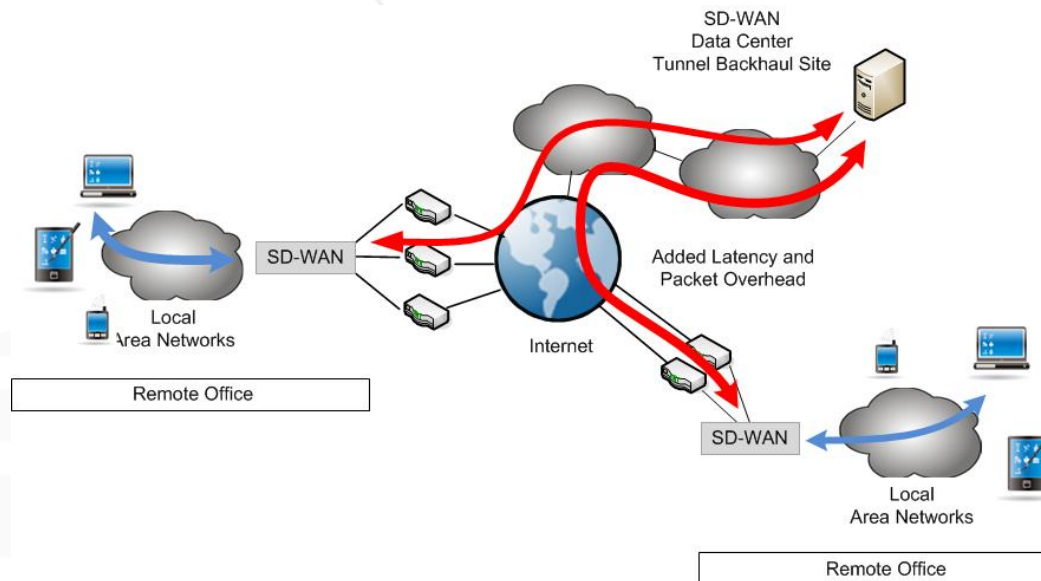 SD-WAN
Data Center
Tunnel Backhaul Site
SD-WAN
Added Latency and
Packet Overhead
Local
Area Networks
Internet
Remote Office
SD-WAN
Local
Area Networks
Remote Office